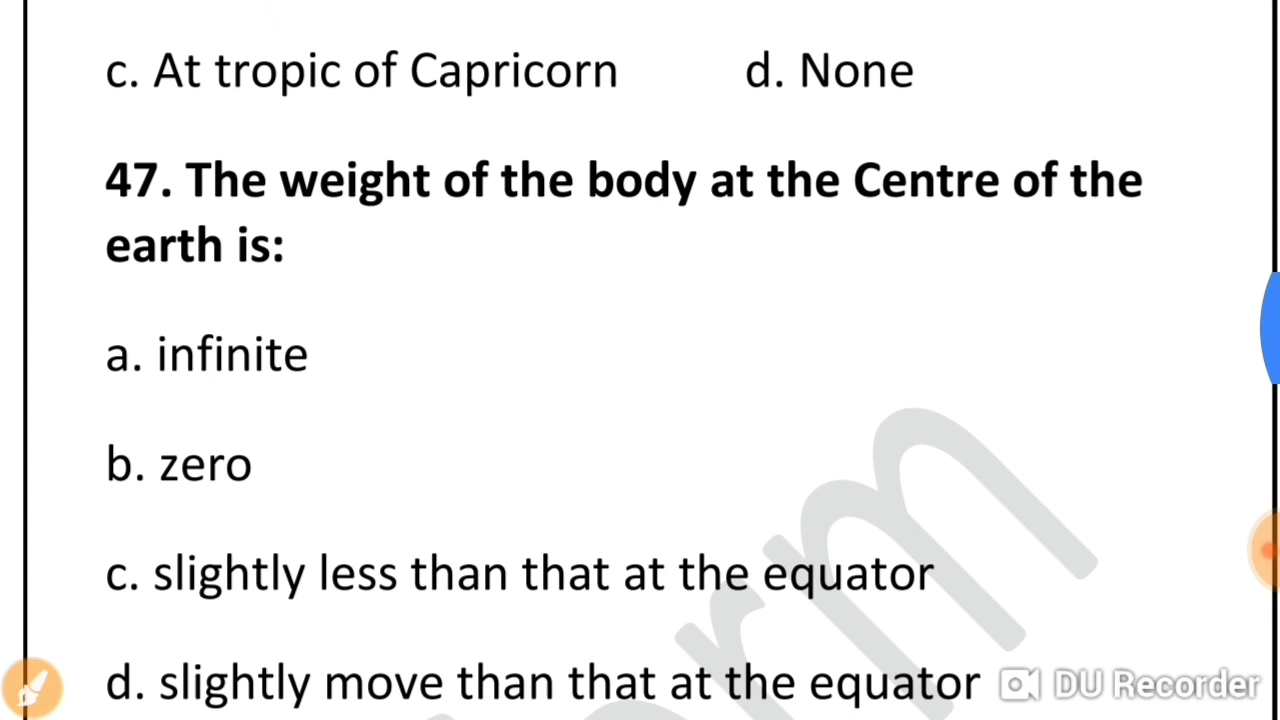 c. At tropic of Capricorn d. None
47. The weight of the body at the Centre of the
earth is:
a. infinite
b. zero
c. slightly less than that at the equator
d. slightly move than that at the equator
DU Recorder